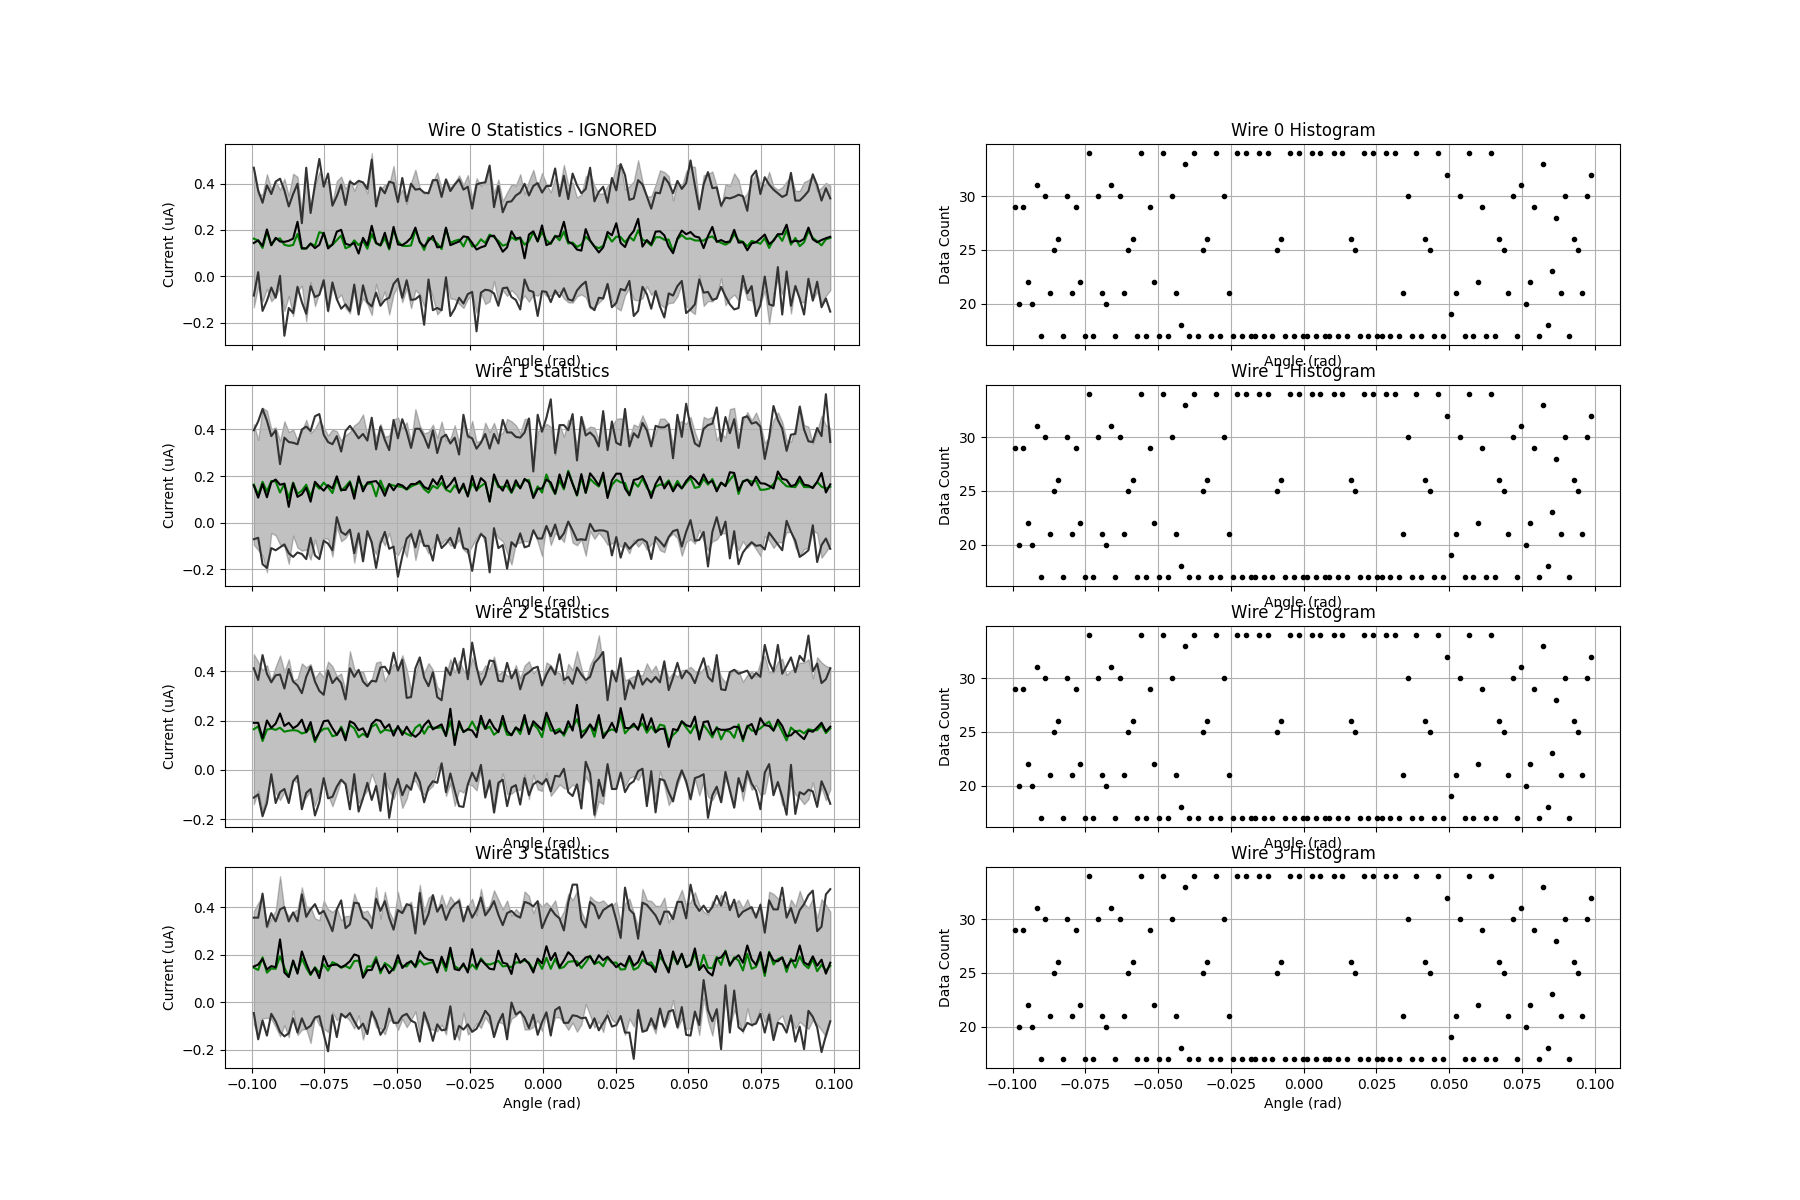 Wire 0 Statistics - IGNORED
Current (uA)
0.4
0.2
0.0
−0.2
Angle (rad)
Wire 0 Histogram
Data Count
30
25
20
Angle (rad)
Wire 1 Statistics
Current (uA)
0.4
0.2
0.0
−0.2
Angle (rad)
Wire 1 Histogram
Data Count
30
25
20
Angle (rad)
Wire 2 Statistics
Current (uA)
0.4
0.2
0.0
−0.2
Angle (rad)
Wire 2 Histogram
Data Count
30
25
20
Angle (rad)
Wire 3 Statistics
Current (uA)
0.4
0.2
0.0
−0.2
−0.100 −0.075 −0.050 −0.025 0.000 0.025 0.050 0.075 0.100
Angle (rad)
Wire 3 Histogram
Data Count
30
25
20
−0.100 −0.075 −0.050 −0.025 0.000 0.025 0.050 0.075 0.100
Angle (rad)